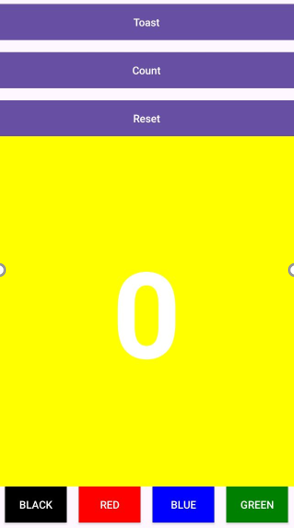 Toast
Count
Reset
0
BLACK RED BLUE GREEN